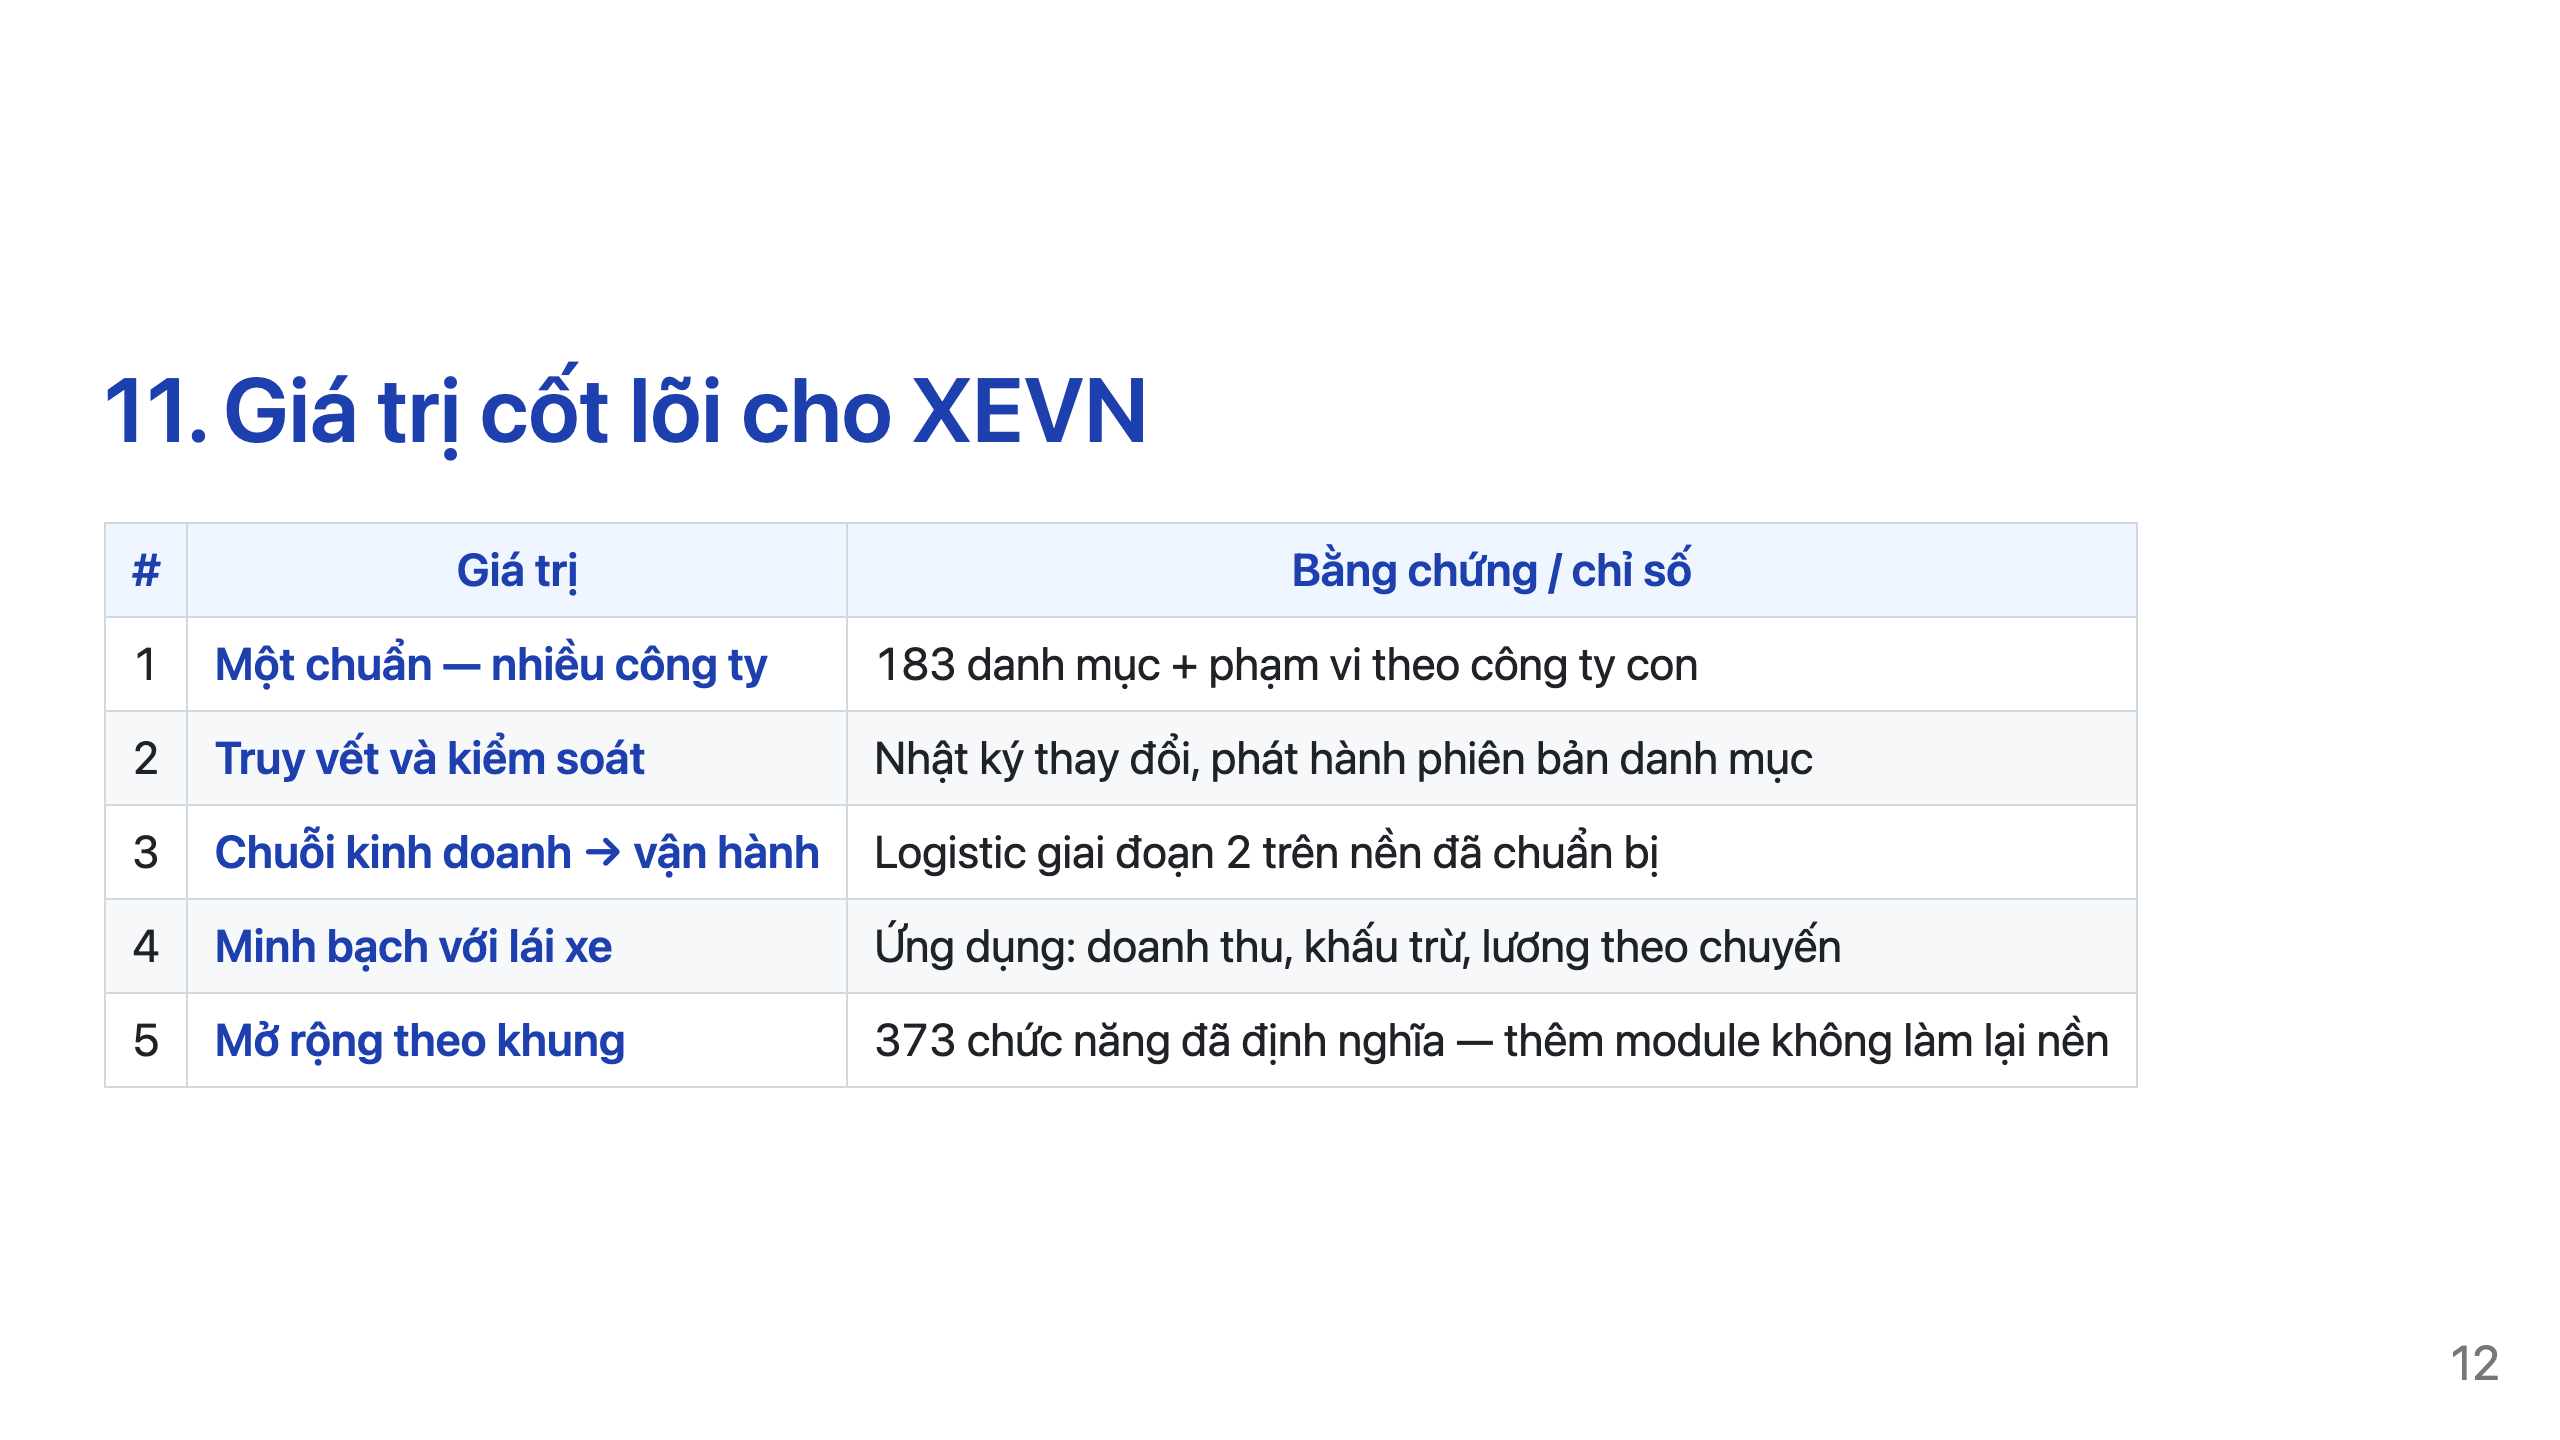 11. Giá trị cốt lõi cho XEVN
# Giá trị Bằng chứng / chỉ số
1 Một chuẩn — nhiều công ty 183 danh mục + phạm vi theo công ty con
2 Truy vết và kiểm soát Nhật ký thay đổi, phát hành phiên bản danh mục
3 Chuỗi kinh doanh → vận hành Logistic giai đoạn 2 trên nền đã chuẩn bị
4 Minh bạch với lái xe Ứng dụng: doanh thu, khấu trừ, lương theo chuyến
5 Mở rộng theo khung 373 chức năng đã định nghĩa — thêm module không làm lại nền
12